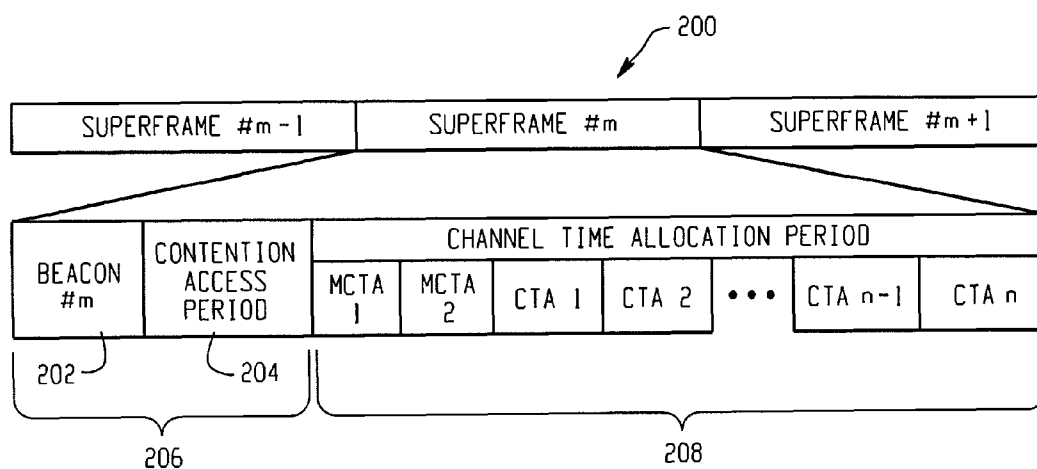 200
SUPERFRAME #m-1 SUPERFRAME #m SUPERFRAME #m+1
BEACON #m
CONTENTION ACCESS PERIOD
CHANNEL TIME ALLOCATION PERIOD
MCTA 1
MCTA 2
CTA 1
CTA 2
•••
CTA n-1
CTA n
202
204
206
208